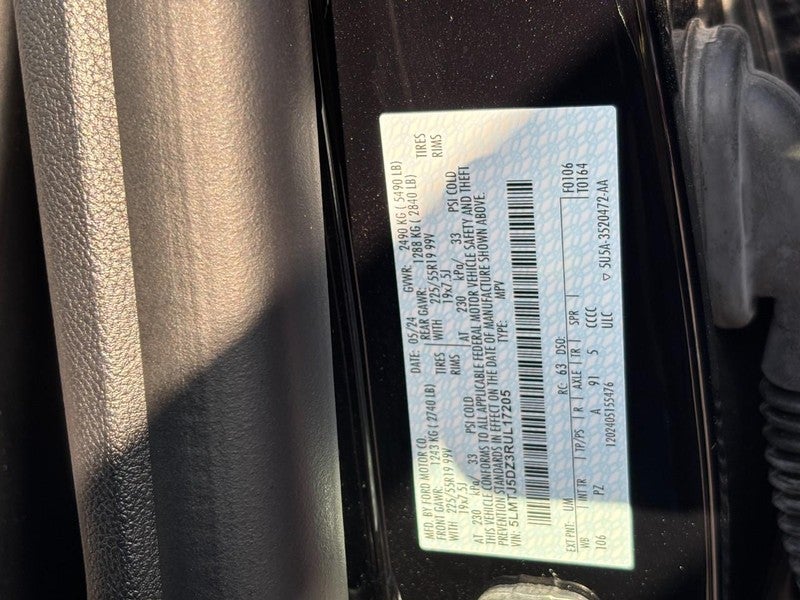 MFD. BY FORD MOTOR CO.
DATE: 05/24 GVWR: 2490 KG ( 5490 LB)
FRONT GAWR: 1243 KG ( 2740 LB) REAR GAWR: 1288 KG ( 2840 LB)
WITH 225/55R19 99V TIRES WITH 225/55R19 99V TIRES
19x7.5J RIMS 19x7.5J RIMS
AT 230 kPa/ 33 PSI COLD AT 230 kPa/ 33 PSI COLD
THIS VEHICLE CONFORMS TO ALL APPLICABLE FEDERAL MOTOR VEHICLE SAFETY AND THEFT
PREVENTION STANDARDS IN EFFECT ON THE DATE OF MANUFACTURE SHOWN ABOVE.
VIN: 5LMTJ5DZ3RUL17205 TYPE: MPV
F0106
T0164
EXT PNT: UM RC: 63 DSO:
WB INT TR TP/PS R AXLE TR SPR
106 PZ A 91 5 CCCC
ULC
120240515S476
▽ 5U5A-3520472-AA